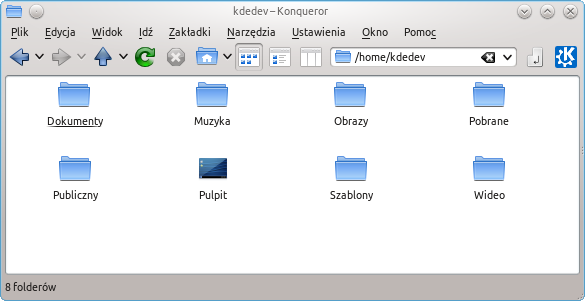 kdedev – Konqueror
Plik Edycja Widok Idź Zakładki Narzędzia Ustawienia Okno Pomoc
/home/kdedev
Dokumenty Muzyka Obrazy Pobrane
Publiczny Pulpit Szablony Wideo
8 folderów